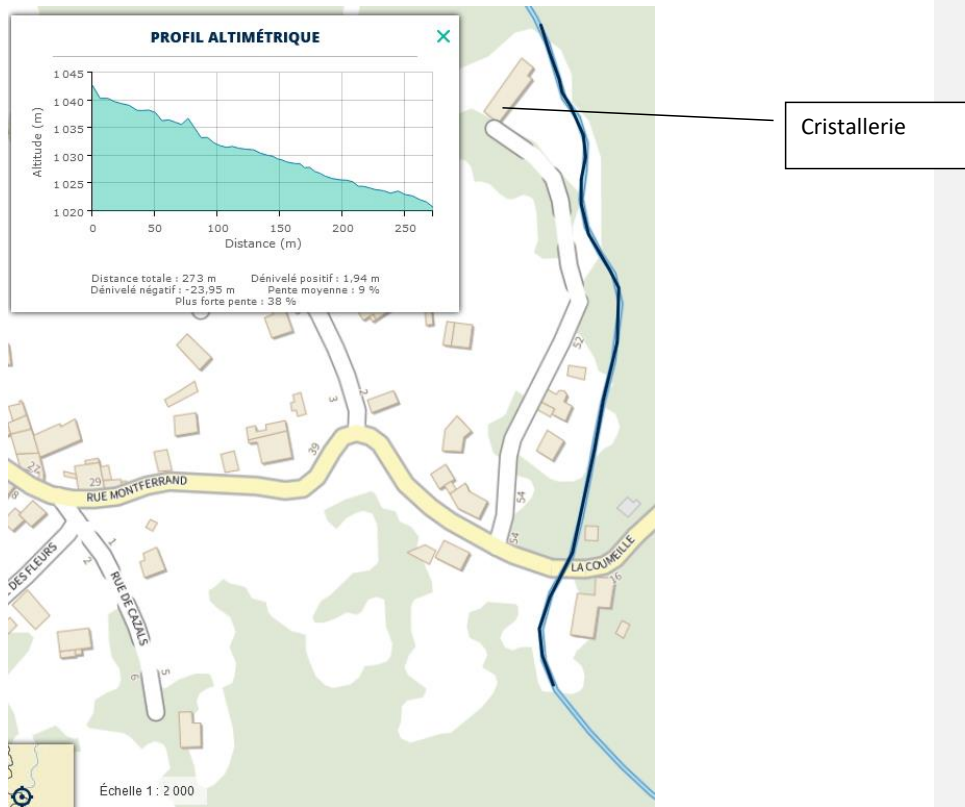 PROFIL ALTIMÉTRIQUE
×
1 045
1 040
1 035
1 030
1 025
1 020
Altitude (m)
0 50 100 150 200 250
Distance (m)
Distance totale : 273 m Dénivelé positif : 1,94 m
Dénivelé négatif : -23,95 m Pente moyenne : 9 %
Plus forte pente : 38 %
Cristallerie
52
2
3
39
27
29
RUE MONTFERRAND
54
54
LA COUMEILLE
16
DES FLEURS
1
2
RUE DE CAZALS
5
6
Échelle 1 : 2 000